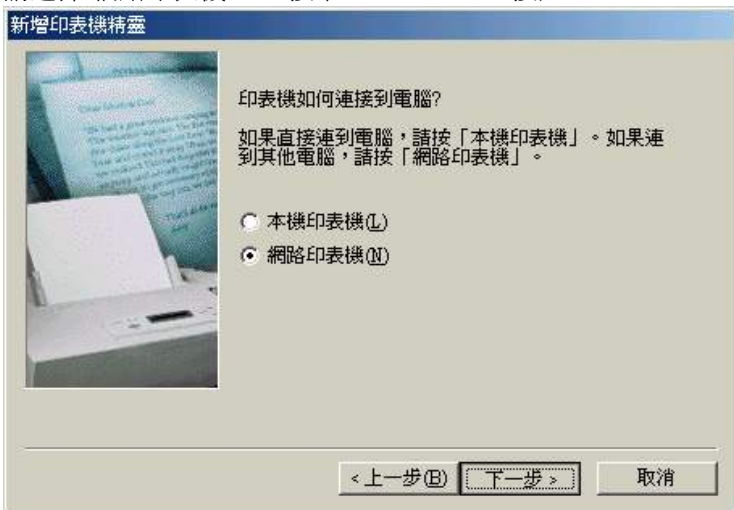 新增印表機精靈
印表機如何連接到電腦?
如果直接連到電腦，請按「本機印表機」。如果連
到其他電腦，請按「網路印表機」。
本機印表機(L)
網路印表機(N)
<上一步(B)
下一步 >
取消